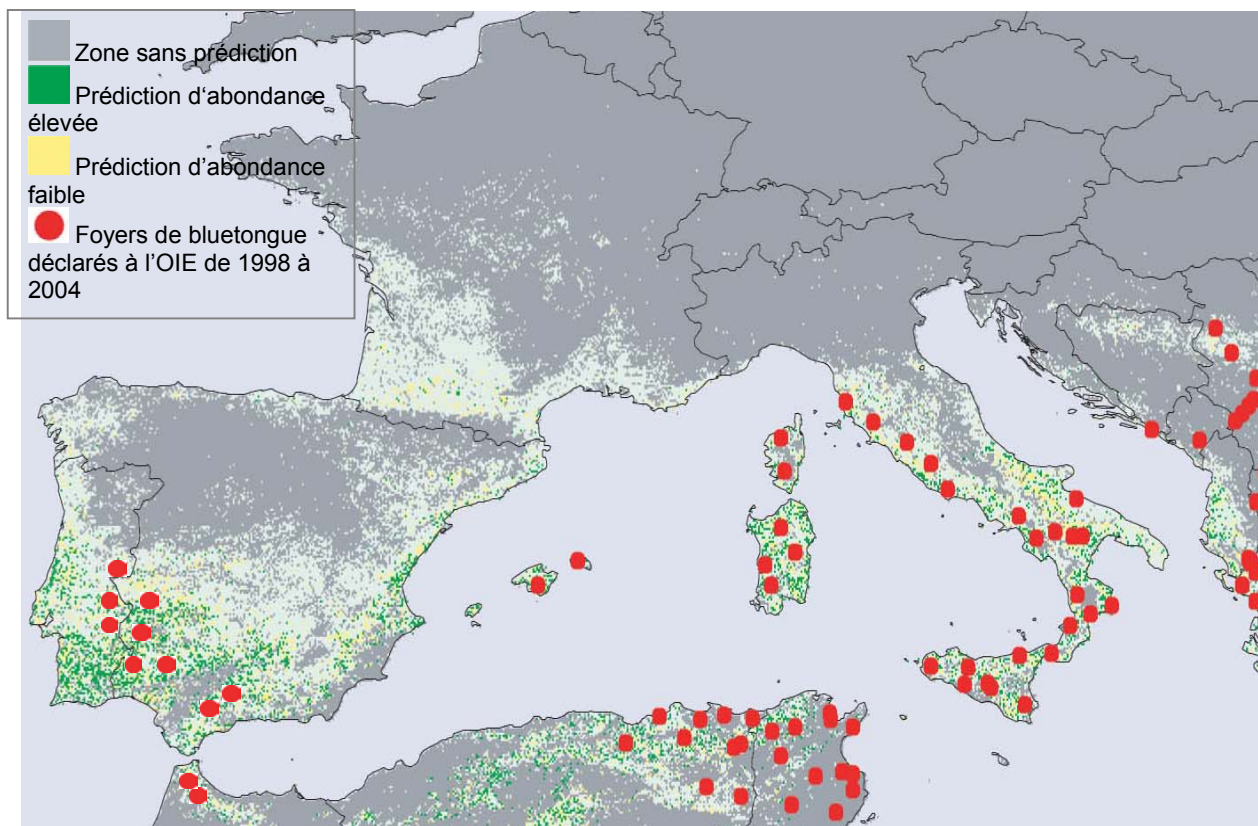 Zone sans prédiction
Prédiction d‘abondance
élevée
Prédiction d’abondance
faible
Foyers de bluetongue
déclarés à l’OIE de 1998 à
2004